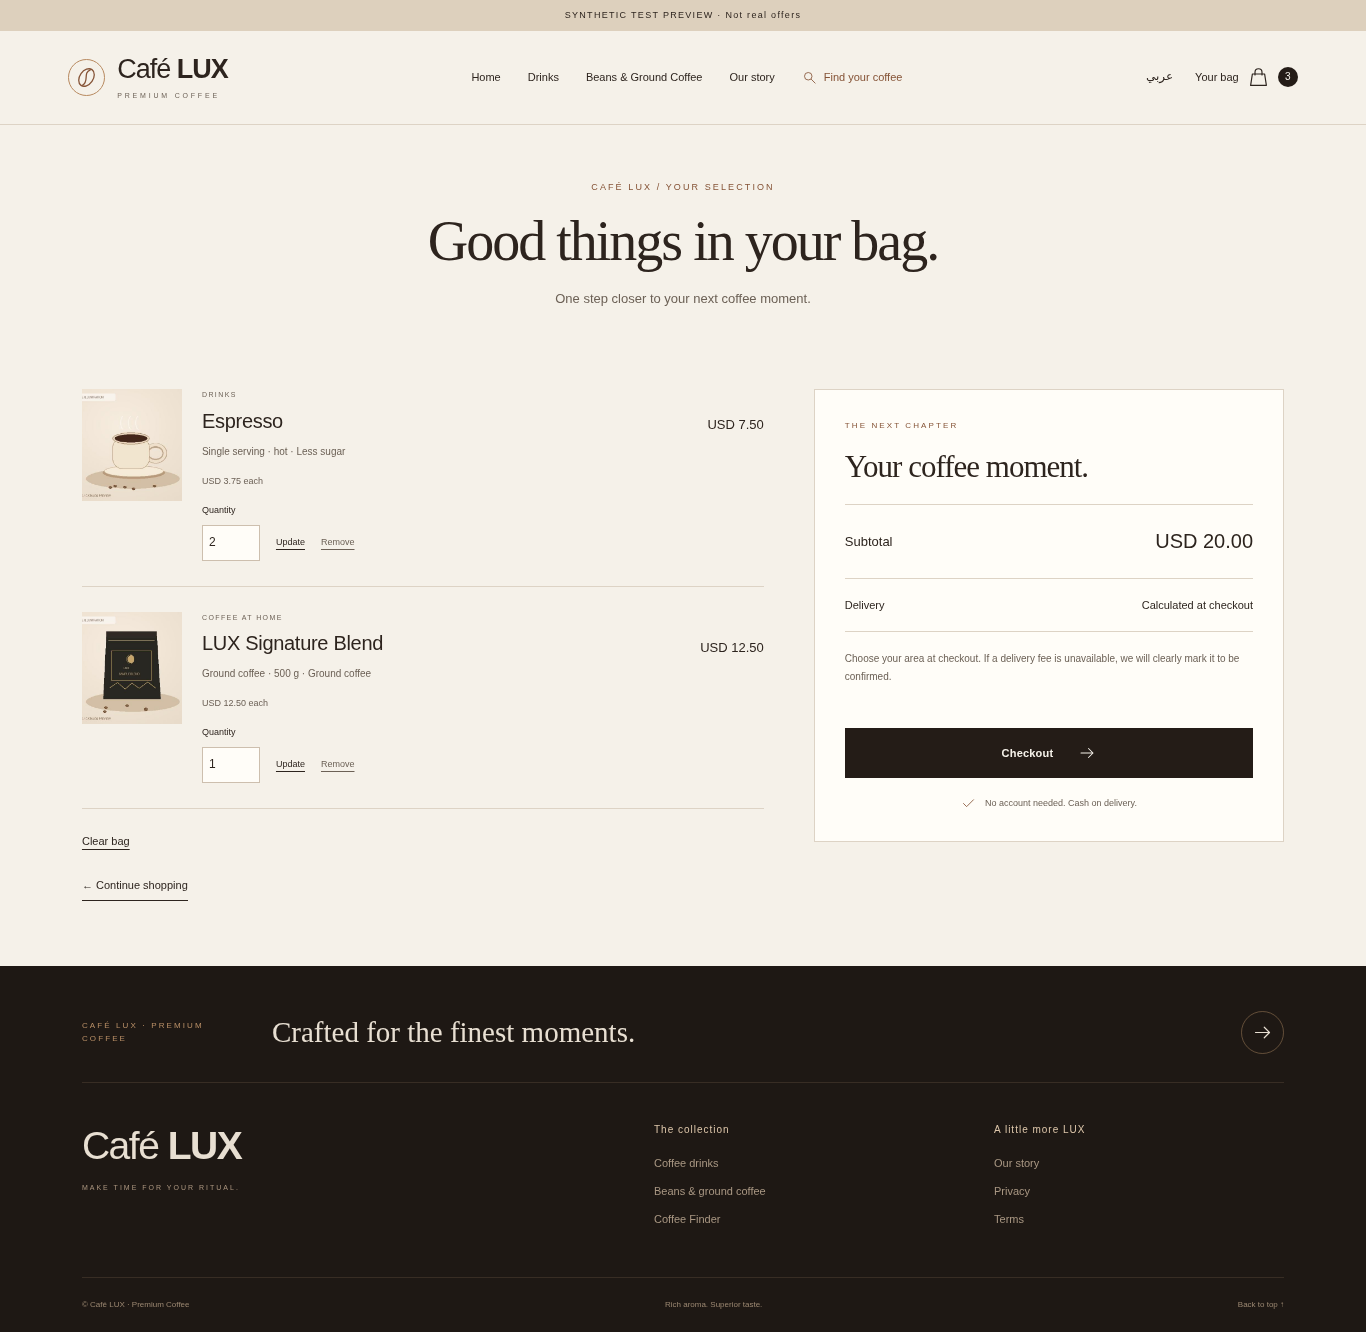 SYNTHETIC TEST PREVIEW · Not real offers
Café LUX
PREMIUM COFFEE
Home
Drinks
Beans & Ground Coffee
Our story
Find your coffee
عربي
Your bag
3
CAFÉ LUX / YOUR SELECTION
Good things in your bag.
One step closer to your next coffee moment.
DRINKS
Espresso
USD 7.50
Single serving · hot · Less sugar
USD 3.75 each
Quantity
2
Update
Remove
COFFEE AT HOME
LUX Signature Blend
USD 12.50
Ground coffee · 500 g · Ground coffee
USD 12.50 each
Quantity
1
Update
Remove
Clear bag
← Continue shopping
THE NEXT CHAPTER
Your coffee moment.
Subtotal
USD 20.00
Delivery
Calculated at checkout
Choose your area at checkout. If a delivery fee is unavailable, we will clearly mark it to be
confirmed.
Checkout →
No account needed. Cash on delivery.
CAFÉ LUX · PREMIUM
COFFEE
Crafted for the finest moments.
Café LUX
MAKE TIME FOR YOUR RITUAL.
The collection
Coffee drinks
Beans & ground coffee
Coffee Finder
A little more LUX
Our story
Privacy
Terms
© Café LUX · Premium Coffee
Rich aroma. Superior taste.
Back to top ↑